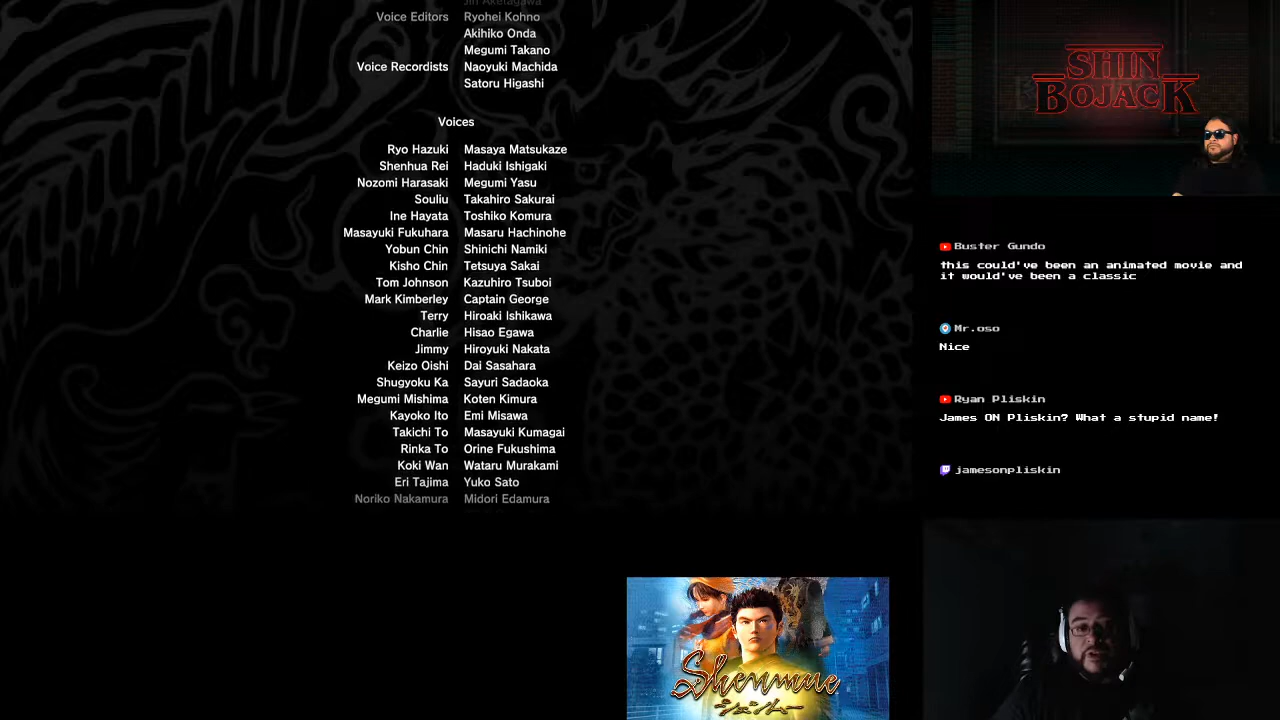 Jin Aketagawa
Voice Editors Ryohei Kohno
Akihiko Onda
Megumi Takano
Voice Recordists Naoyuki Machida
Satoru Higashi
Voices
Ryo Hazuki Masaya Matsukaze
Shenhua Rei Haduki Ishigaki
Nozomi Harasaki Megumi Yasu
Souliu Takahiro Sakurai
Ine Hayata Toshiko Komura
Masayuki Fukuhara Masaru Hachinohe
Yobun Chin Shinichi Namiki
Kisho Chin Tetsuya Sakai
Tom Johnson Kazuhiro Tsuboi
Mark Kimberley Captain George
Terry Hiroaki Ishikawa
Charlie Hisao Egawa
Jimmy Hiroyuki Nakata
Keizo Oishi Dai Sasahara
Shugyoku Ka Sayuri Sadaoka
Megumi Mishima Koten Kimura
Kayoko Ito Emi Misawa
Takichi To Masayuki Kumagai
Rinka To Orine Fukushima
Koki Wan Wataru Murakami
Eri Tajima Yuko Sato
Noriko Nakamura Midori Edamura
SHIN
BOJACK
Buster Gundo
this could've been an animated movie and
it would've been a classic
Mr.oso
Nice
Ryan Pliskin
James ON Pliskin? What a stupid name!
jamesonpliskin
Shenmue
シェンムー